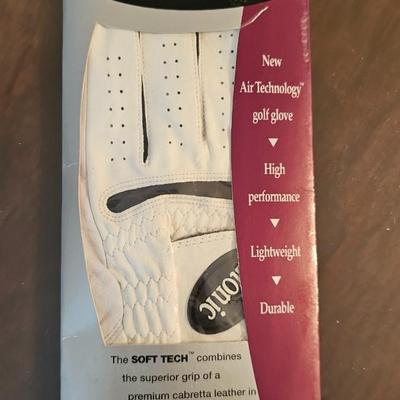 New
Air Technology™
golf glove
High
performance
Lightweight
Durable
The SOFT TECH™ combines
the superior grip of a
premium cabretta leather in